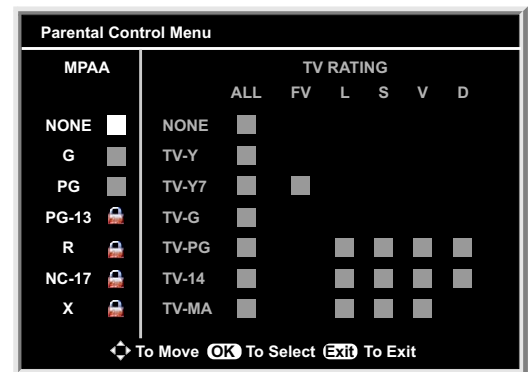 Parental Control Menu
MPAA TV RATING
ALL FV L S V D
NONE NONE
G TV-Y
PG TV-Y7
PG-13 TV-G
R TV-PG
NC-17 TV-14
X TV-MA
To Move OK To Select Exit To Exit